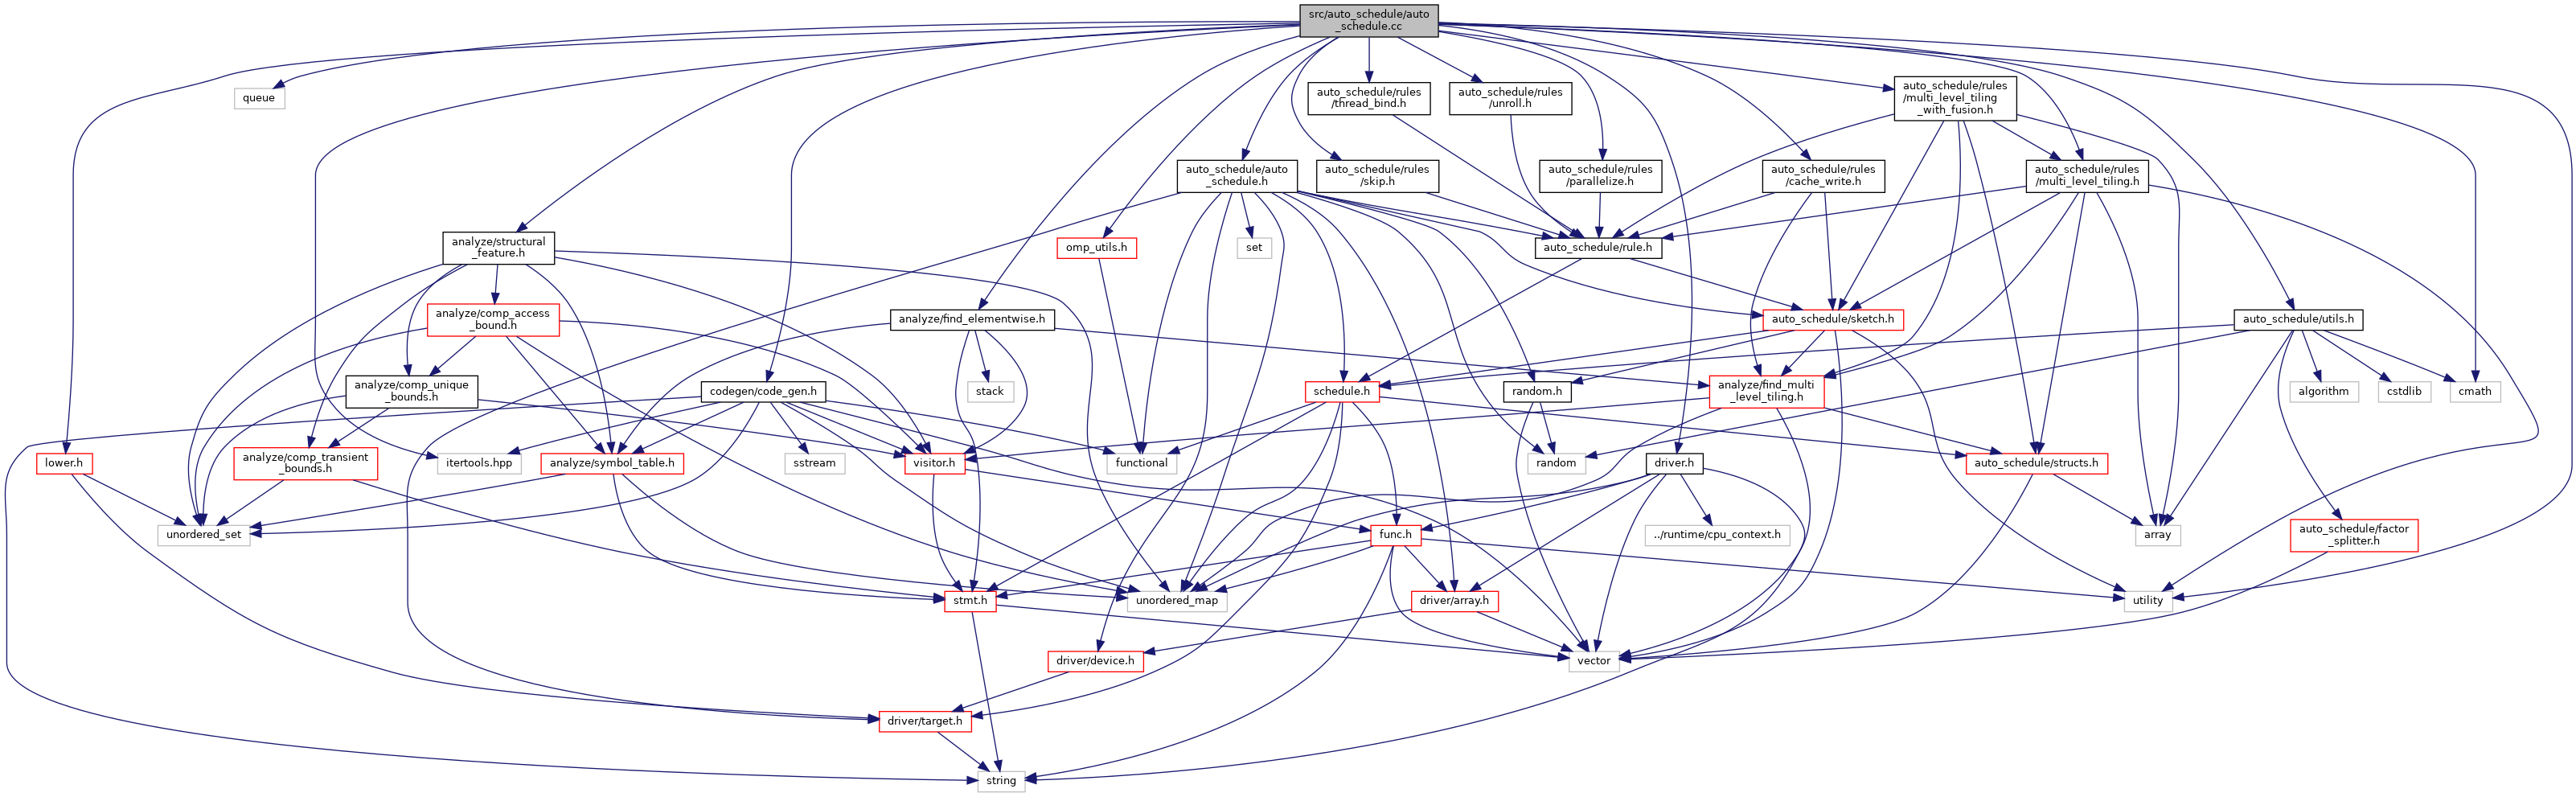 src/auto_schedule/auto
_schedule.cc
queue
auto_schedule/rules
/thread_bind.h
auto_schedule/rules
/unroll.h
auto_schedule/rules
/multi_level_tiling
_with_fusion.h
auto_schedule/auto
_schedule.h
auto_schedule/rules
/skip.h
auto_schedule/rules
/parallelize.h
auto_schedule/rules
/cache_write.h
auto_schedule/rules
/multi_level_tiling.h
analyze/structural
_feature.h
omp_utils.h
set
auto_schedule/rule.h
analyze/comp_access
_bound.h
analyze/find_elementwise.h
auto_schedule/sketch.h
auto_schedule/utils.h
analyze/comp_unique
_bounds.h
codegen/code_gen.h
stack
schedule.h
random.h
analyze/find_multi
_level_tiling.h
algorithm
cstdlib
cmath
lower.h
analyze/comp_transient
_bounds.h
itertools.hpp
analyze/symbol_table.h
sstream
visitor.h
functional
random
driver.h
auto_schedule/structs.h
unordered_set
func.h
../runtime/cpu_context.h
array
auto_schedule/factor
_splitter.h
stmt.h
unordered_map
driver/array.h
utility
driver/device.h
vector
driver/target.h
string